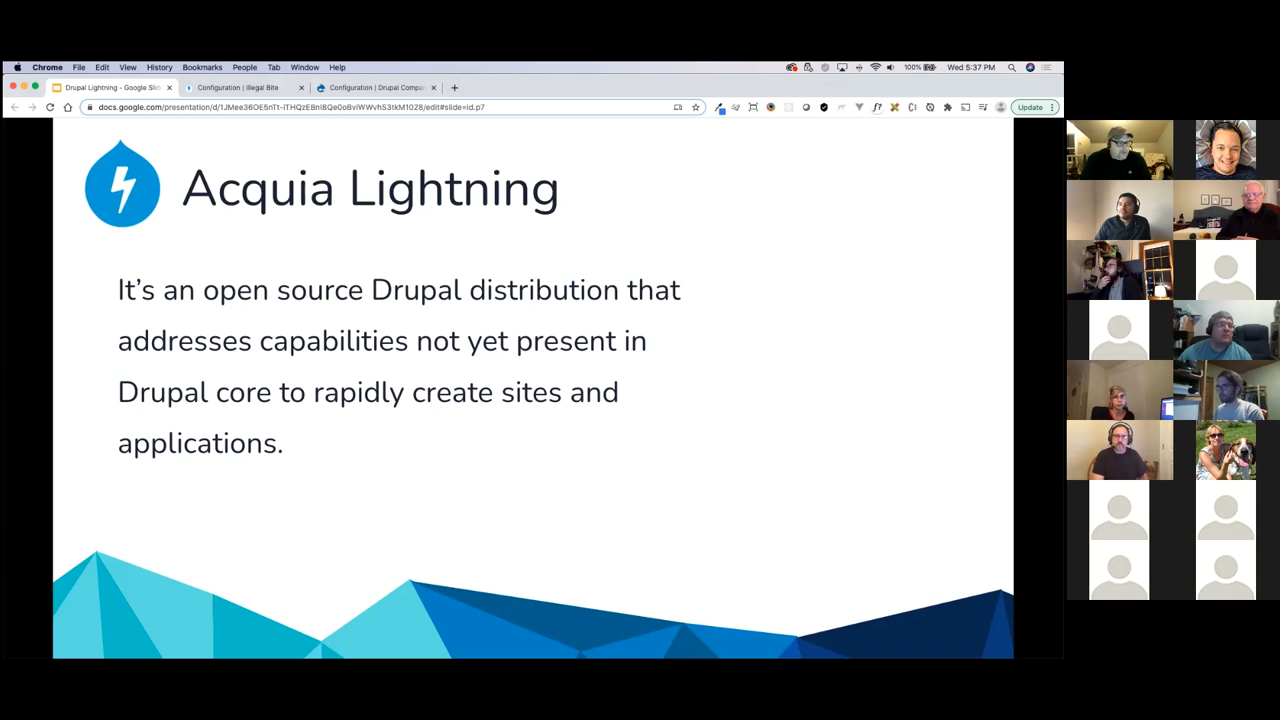 Chrome File Edit View History Bookmarks People Tab Window Help 100% Wed 5:37 PM
Drupal Lightning - Google Slid Configuration | Illegal Bite Configuration | Drupal Compa
Update
Acquia Lightning
It's an open source Drupal distribution that
addresses capabilities not yet present in
Drupal core to rapidly create sites and
applications.